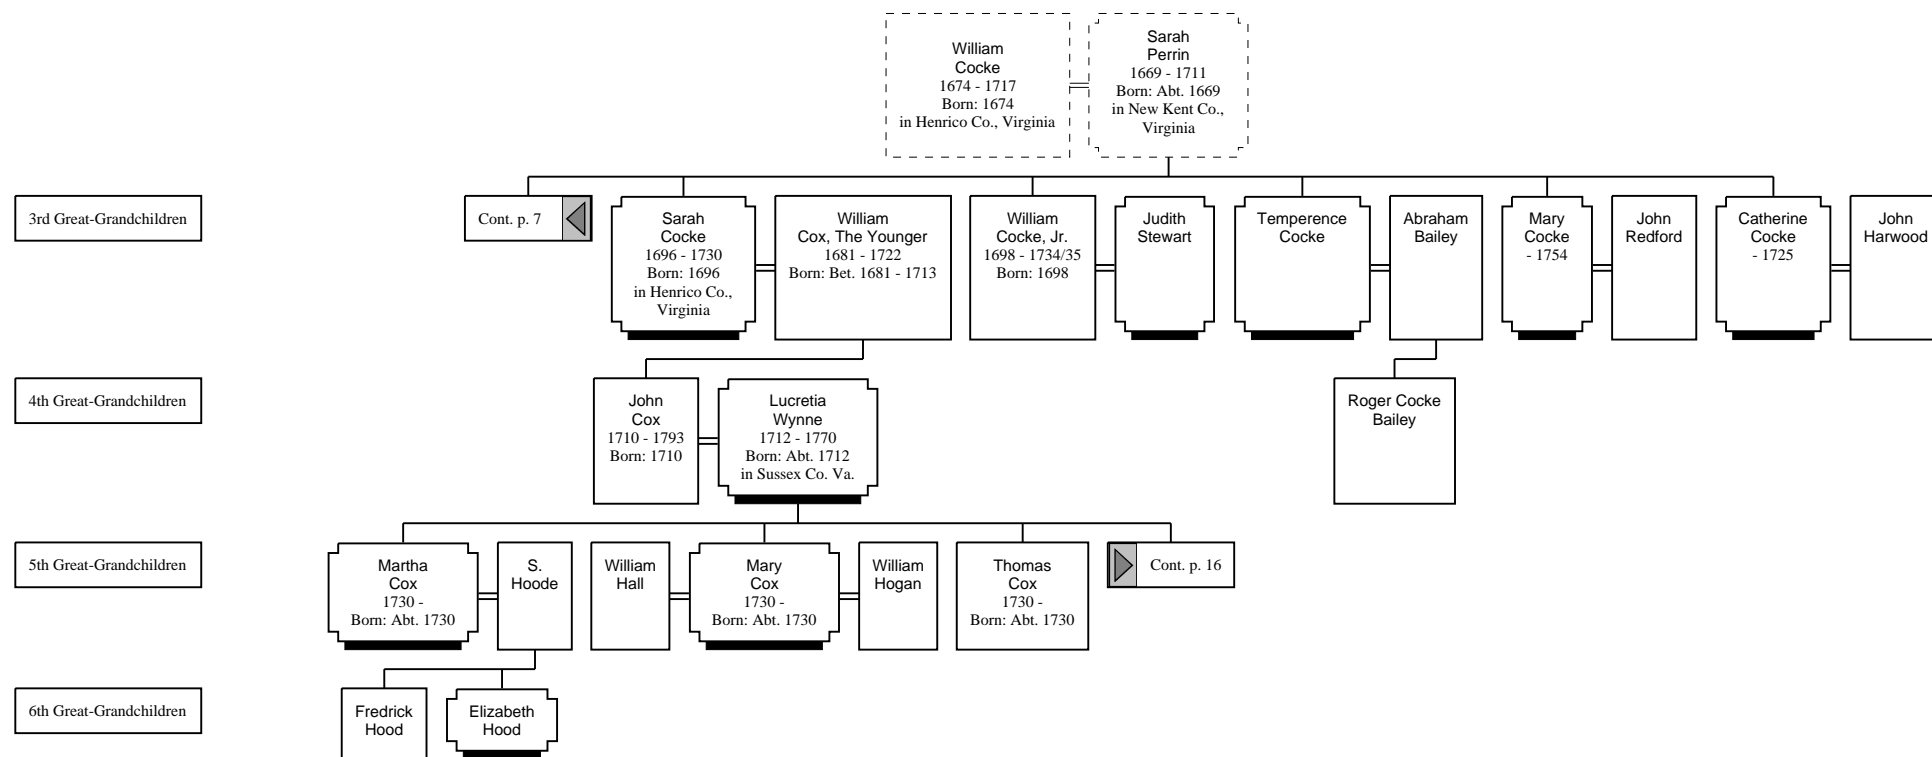 William
Cocke
1674 - 1717
Born: 1674
in Henrico Co., Virginia
Sarah
Perrin
1669 - 1711
Born: Abt. 1669
in New Kent Co.,
Virginia
3rd Great-Grandchildren
Cont. p. 7
Sarah
Cocke
1696 - 1730
Born: 1696
in Henrico Co.,
Virginia
William
Cox, The Younger
1681 - 1722
Born: Bet. 1681 - 1713
William
Cocke, Jr.
1698 - 1734/35
Born: 1698
Judith
Stewart
Temperence
Cocke
Abraham
Bailey
Mary
Cocke
- 1754
John
Redford
Catherine
Cocke
- 1725
John
Harwood
4th Great-Grandchildren
John
Cox
1710 - 1793
Born: 1710
Lucretia
Wynne
1712 - 1770
Born: Abt. 1712
in Sussex Co. Va.
Roger Cocke
Bailey
5th Great-Grandchildren
Martha
Cox
1730 -
Born: Abt. 1730
S.
Hoode
William
Hall
Mary
Cox
1730 -
Born: Abt. 1730
William
Hogan
Thomas
Cox
1730 -
Born: Abt. 1730
Cont. p. 16
6th Great-Grandchildren
Fredrick
Hood
Elizabeth
Hood